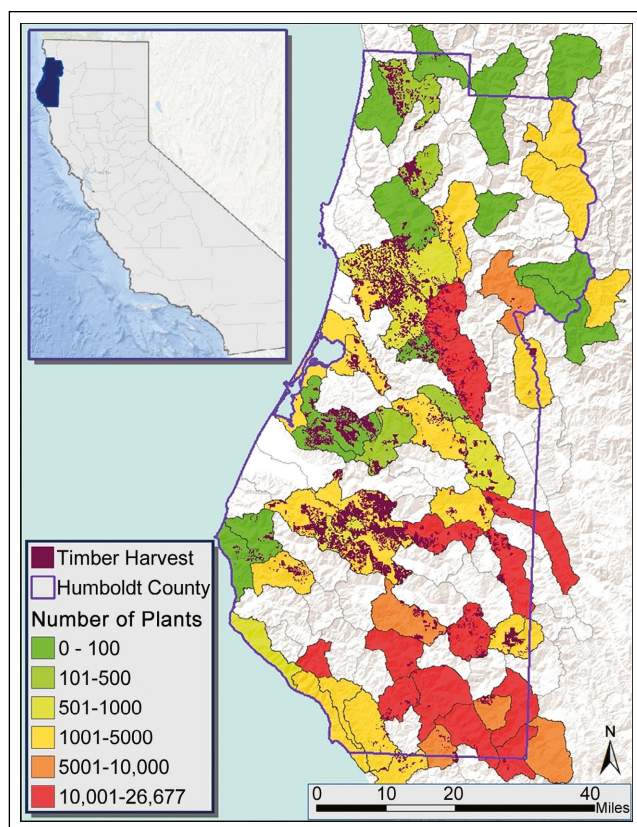 Timber Harvest
Humboldt County
Number of Plants
0 - 100
101-500
501-1000
1001-5000
5001-10,000
10,001-26,677
N
0 10 20 40
Miles